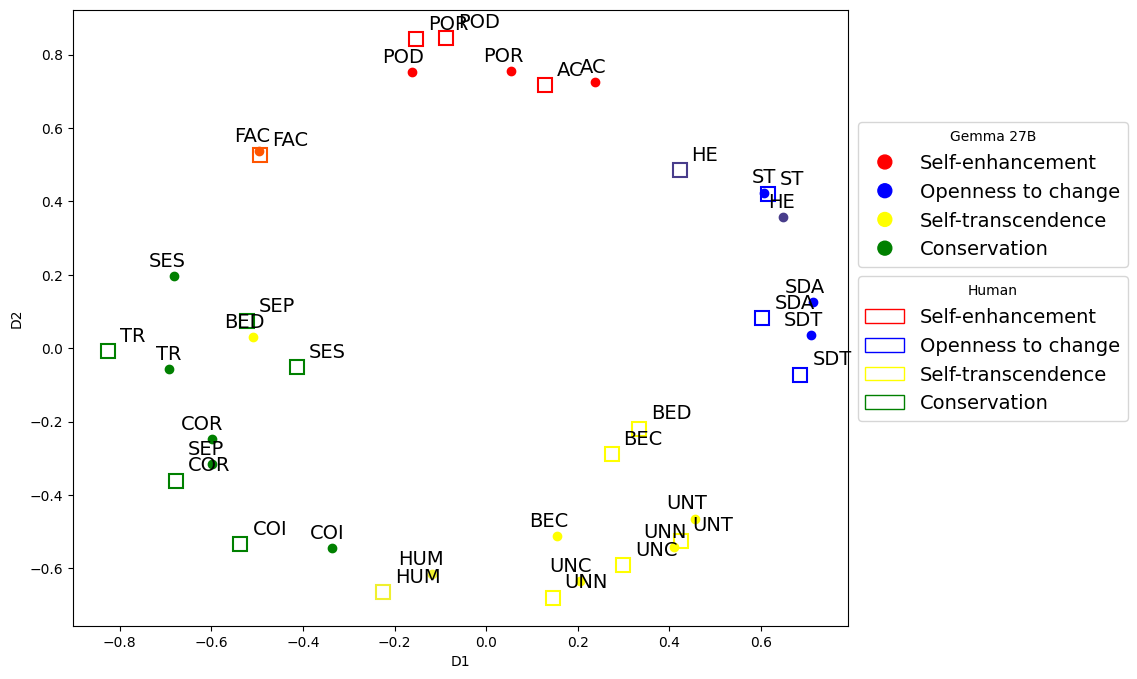 POR
POD
POD
POR
AC
AC
FAC
FAC
HE
ST
ST
HE
SES
SEP
BED
SDA
SDA
SDT
SDT
TR
TR
SES
COR
SEP
COR
BED
BEC
COI
COI
BEC
UNT
UNT
UNN
UNC
HUM
HUM
UNC
UNN
0.8
0.6
0.4
0.2
0.0
−0.2
−0.4
−0.6
D2
−0.8
−0.6
−0.4
−0.2
0.0
0.2
0.4
0.6
D1
Gemma 27B
Self-enhancement
Openness to change
Self-transcendence
Conservation
Human
Self-enhancement
Openness to change
Self-transcendence
Conservation